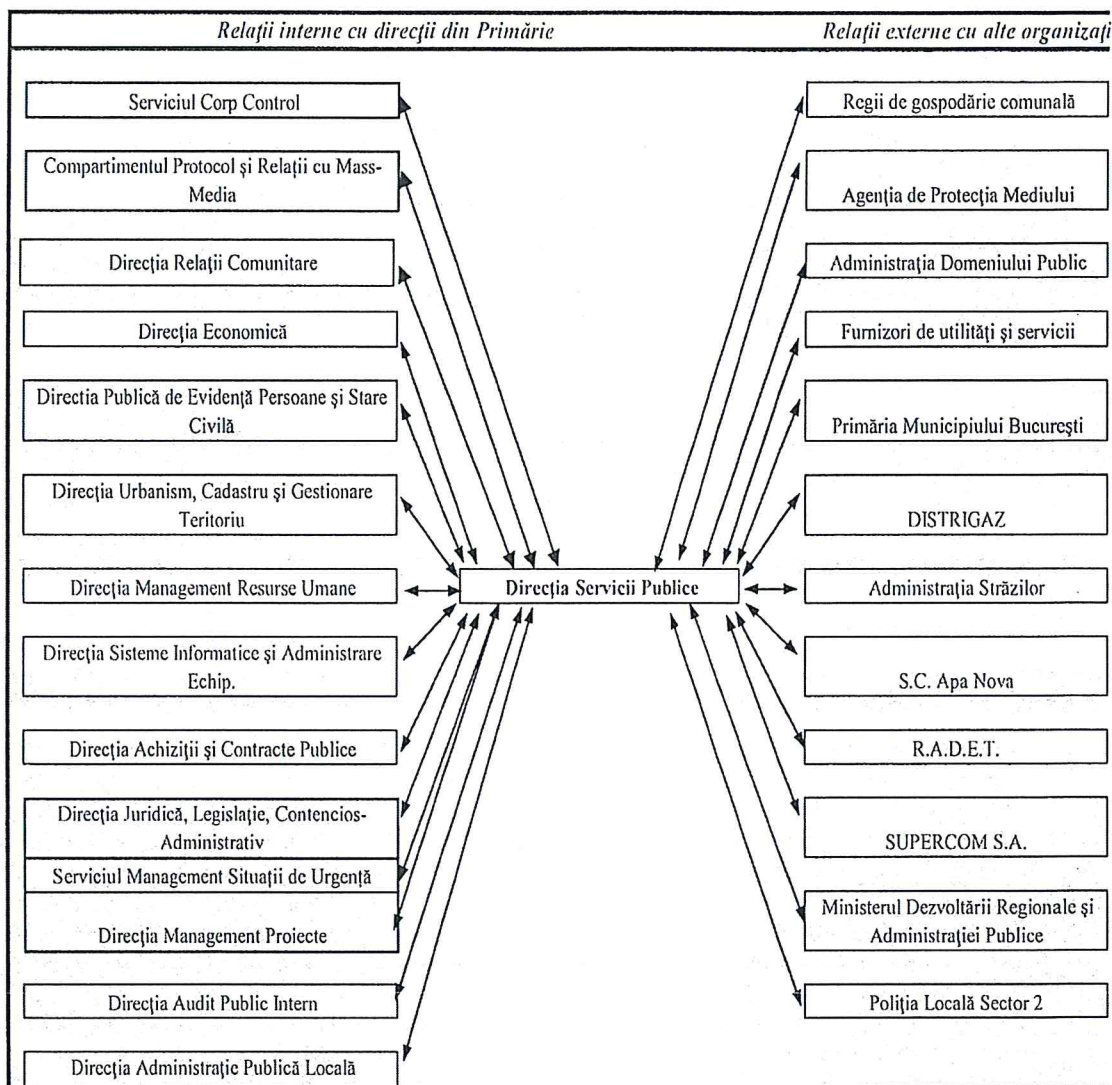 Relații interne cu direcții din Primărie
Relații externe cu alte organizați
Serviciul Corp Control
Compartimentul Protocol și Relații cu Mass-
Media
Direcția Relații Comunitare
Direcția Economică
Directia Publică de Evidență Persoane și Stare
Civilă
Direcția Urbanism, Cadastru și Gestionare
Teritoriu
Direcția Management Resurse Umane
Direcția Sisteme Informatice și Administrare
Echip.
Direcția Achiziții și Contracte Publice
Direcția Juridică, Legislație, Contencios-
Administrativ
Serviciul Management Situații de Urgență
Direcția Management Proiecte
Direcția Audit Public Intern
Direcția Administrație Publică Locală
Direcția Servicii Publice
Regii de gospodărie comunală
Agenția de Protecția Mediului
Administrația Domeniului Public
Furnizori de utilități și servicii
Primăria Municipiului București
DISTRIGAZ
Administrația Străzilor
S.C. Apa Nova
R.A.D.E.T.
SUPERCOM S.A.
Ministerul Dezvoltării Regionale și
Administrației Publice
Poliția Locală Sector 2